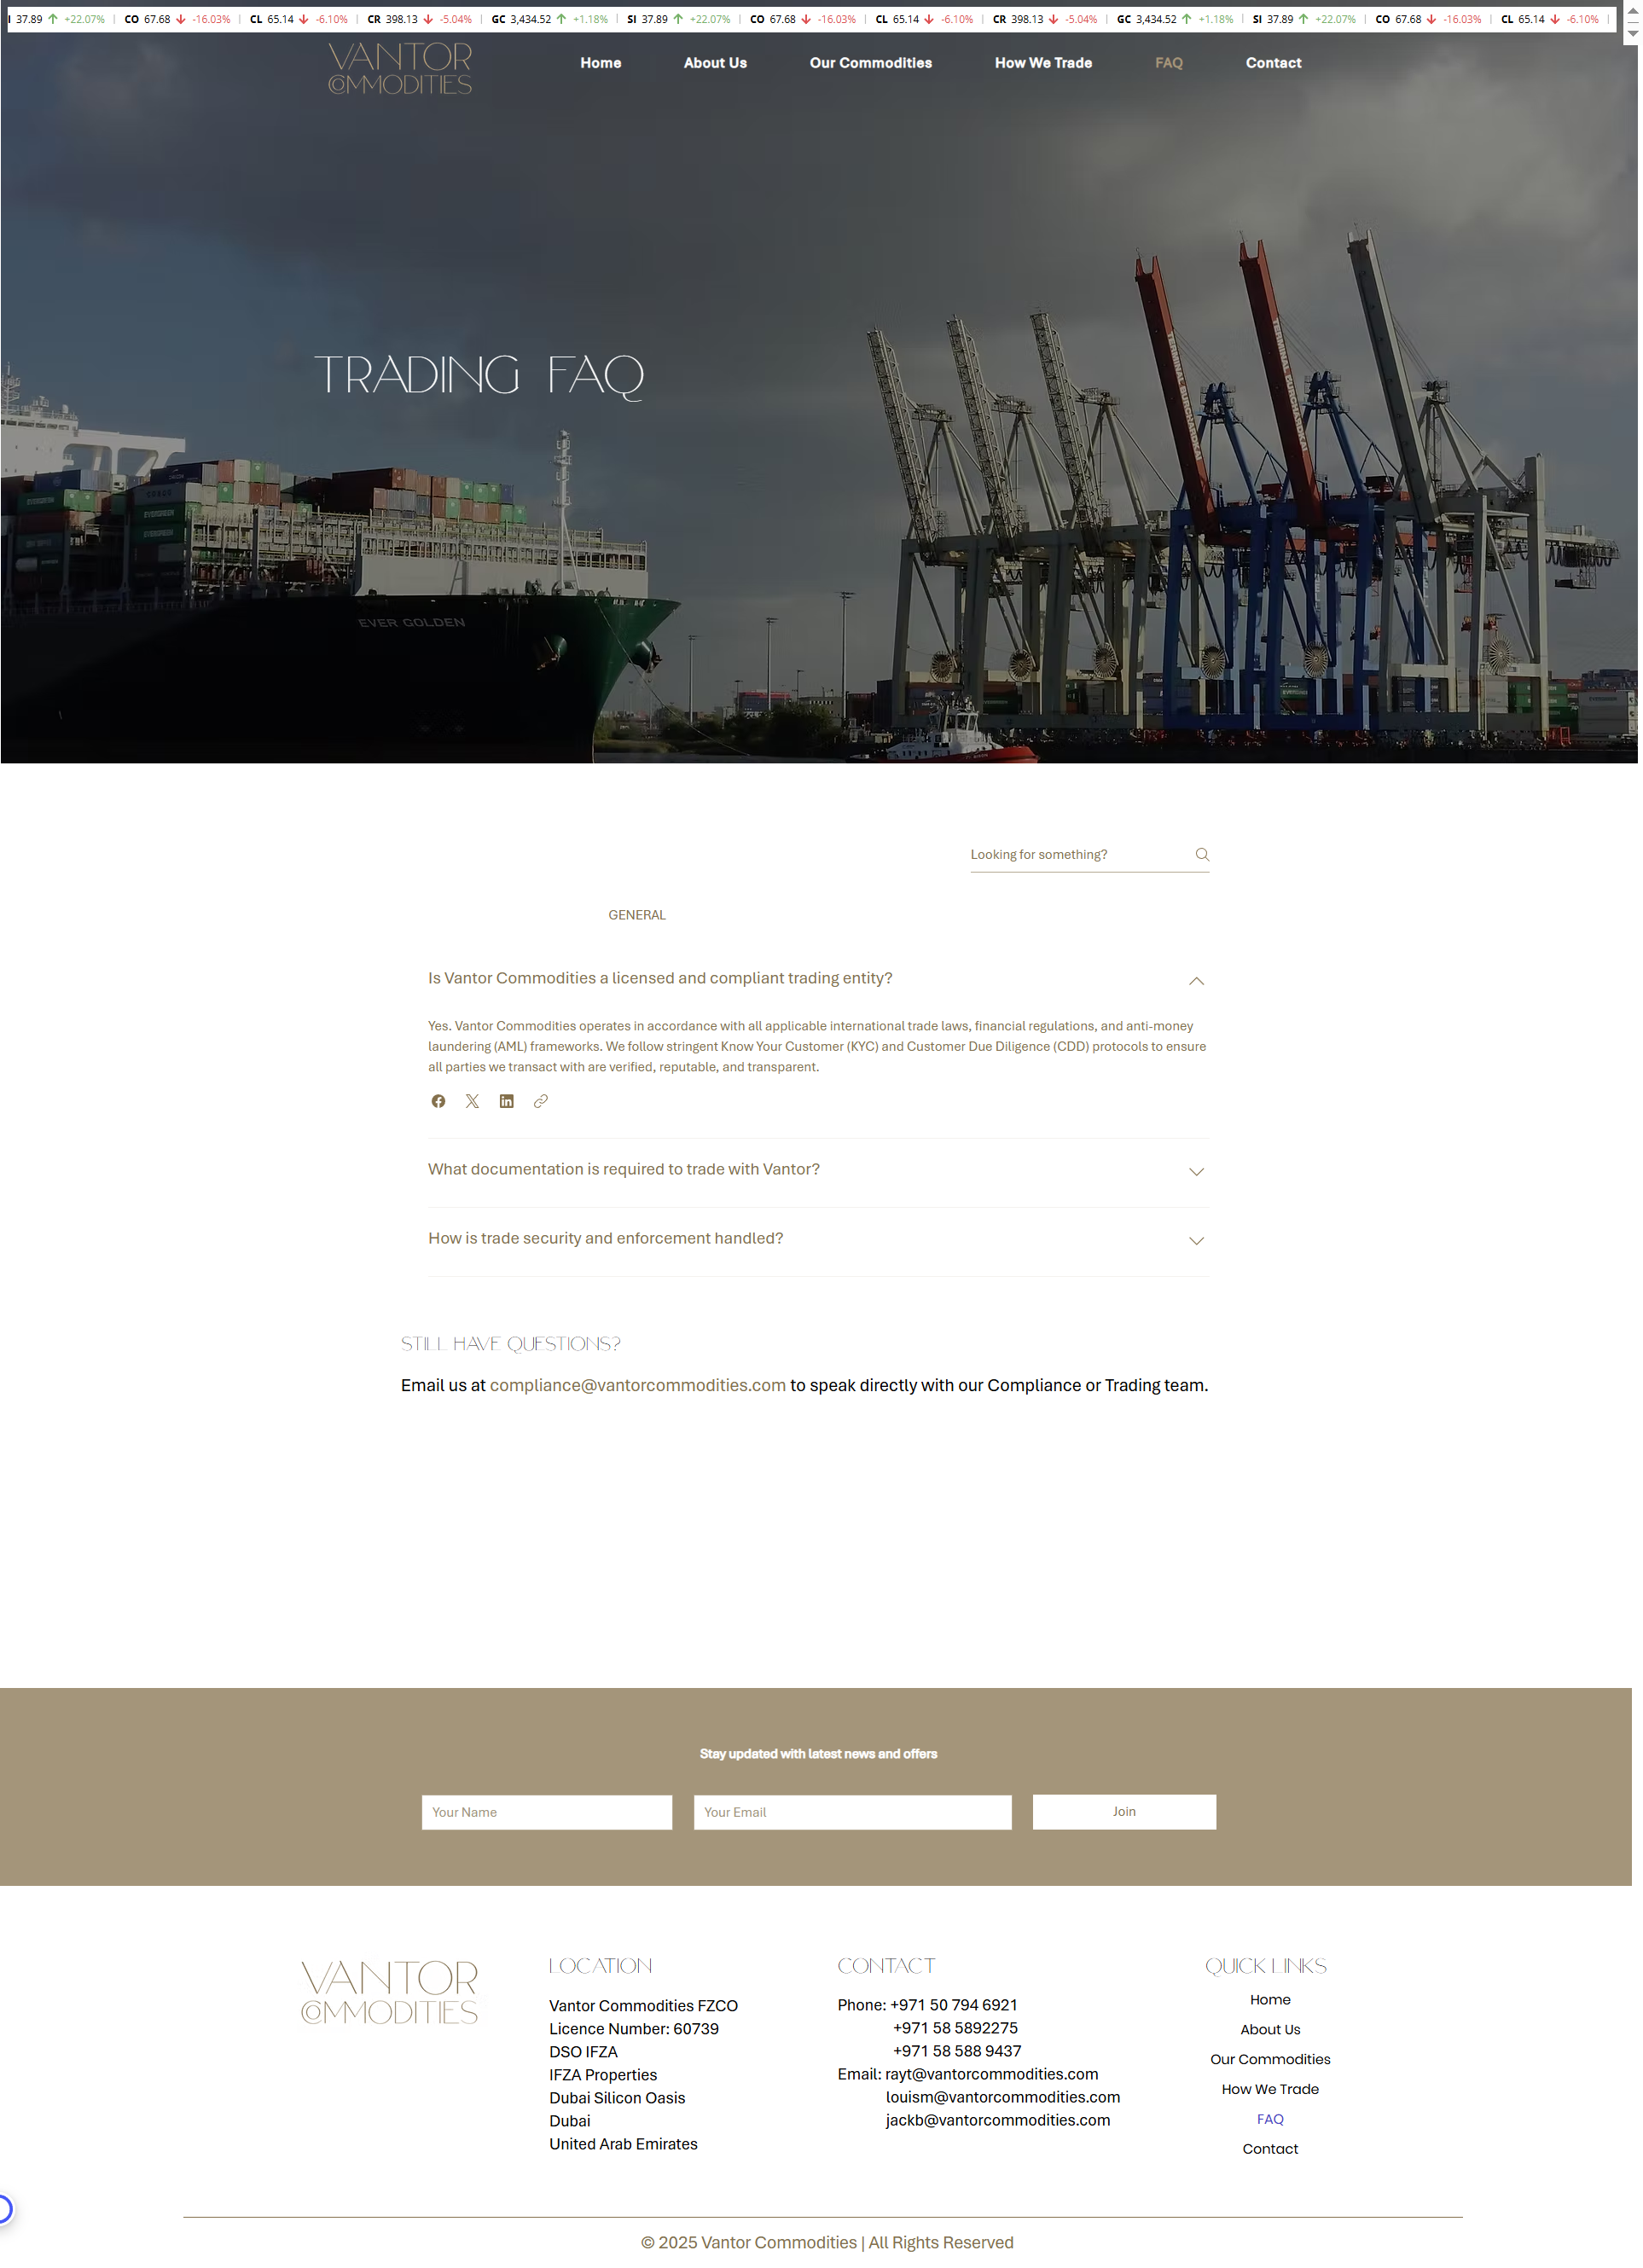 I 37.89 +22.07% | CO 67.68 -16.03% | CL 65.14 -6.10% | CR 398.13 -5.04% | GC 3,434.52 +1.18% | SI 37.89 +22.07% | CO 67.68 -16.03% | CL 65.14 -6.10% | CR 398.13 -5.04% | GC 3,434.52 +1.18% | SI 37.89 +22.07% | CO 67.68 -16.03% | CL 65.14 -6.10% |
VANTOR
COMMODITIES
Home About Us Our Commodities How We Trade FAQ Contact
TRADING FAQ
EVER GOLDEN
Looking for something?
GENERAL
Is Vantor Commodities a licensed and compliant trading entity?
Yes. Vantor Commodities operates in accordance with all applicable international trade laws, financial regulations, and anti-money
laundering (AML) frameworks. We follow stringent Know Your Customer (KYC) and Customer Due Diligence (CDD) protocols to ensure
all parties we transact with are verified, reputable, and transparent.
What documentation is required to trade with Vantor?
How is trade security and enforcement handled?
STILL HAVE QUESTIONS?
Email us at compliance@vantorcommodities.com to speak directly with our Compliance or Trading team.
Stay updated with latest news and offers
Your Name
Your Email
Join
VANTOR
COMMODITIES
LOCATION
Vantor Commodities FZCO
Licence Number: 60739
DSO IFZA
IFZA Properties
Dubai Silicon Oasis
Dubai
United Arab Emirates
CONTACT
Phone: +971 50 794 6921
+971 58 5892275
+971 58 588 9437
Email: rayt@vantorcommodities.com
louism@vantorcommodities.com
jackb@vantorcommodities.com
QUICK LINKS
Home
About Us
Our Commodities
How We Trade
FAQ
Contact
© 2025 Vantor Commodities | All Rights Reserved